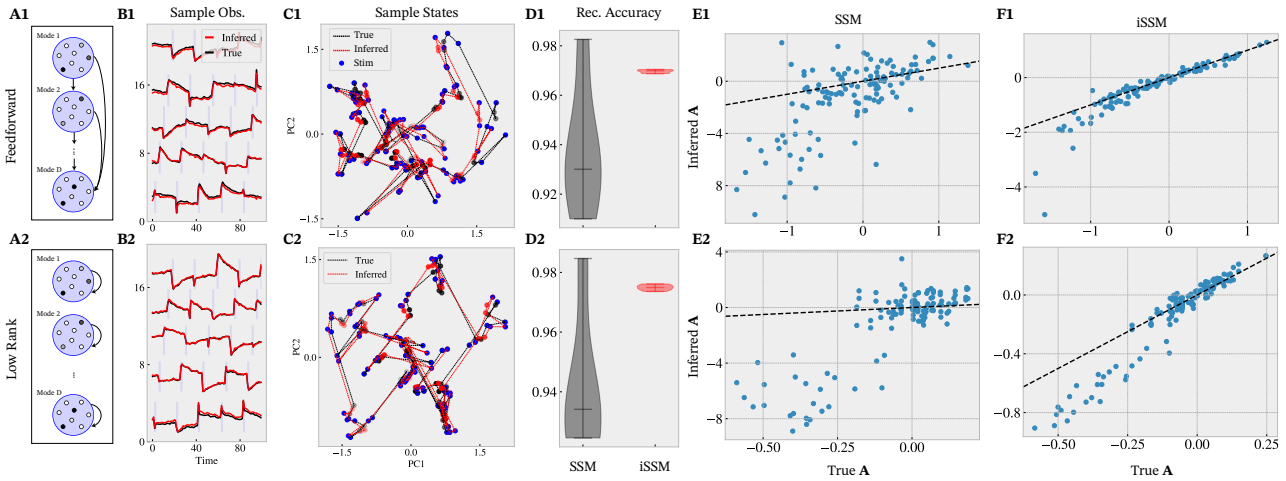 A1
Feedforward
Mode 1
Mode 2
Mode D
B1
Sample Obs.
Inferred
True
16
8
0
0
40
80
C1
Sample States
True
Inferred
Stim
PC2
1.5
0.0
−1.5
−1.5
0.0
1.5
D1
Rec. Accuracy
0.98
0.96
0.94
0.92
E1
SSM
Inferred A
0
−4
8
−1
0
1
F1
iSSM
0
−2
−4
−1
0
1
A2
Low Rank
Mode 1
Mode 2
Mode D
B2
16
8
0
0
40
80
Time
C2
True
Inferred
PC2
1.5
0.0
−1.5
0.0
1.5
PC1
D2
0.98
0.96
0.94
SSM
iSSM
E2
Inferred A
4
0
−4
−8
−0.50
−0.25
0.00
True A
F2
0.0
−0.4
−0.8
−0.50
−0.25
0.00
0.25
True A